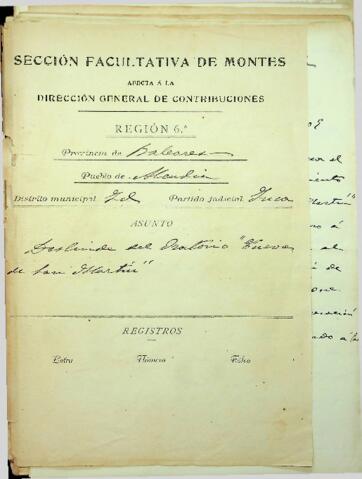 SECCIÓN FACULTATIVA DE MONTES
AFECTA Á LA
DIRECCIÓN GENERAL DE CONTRIBUCIONES
REGIÓN 6.ª
Provincia de Baleares
Pueblo de Alcudia
Distrito municipal Id Partido judicial Inca
ASUNTO
Deslinde del Oratorio "Cueva
de San Martín"
REGISTROS
Letra Número Folio